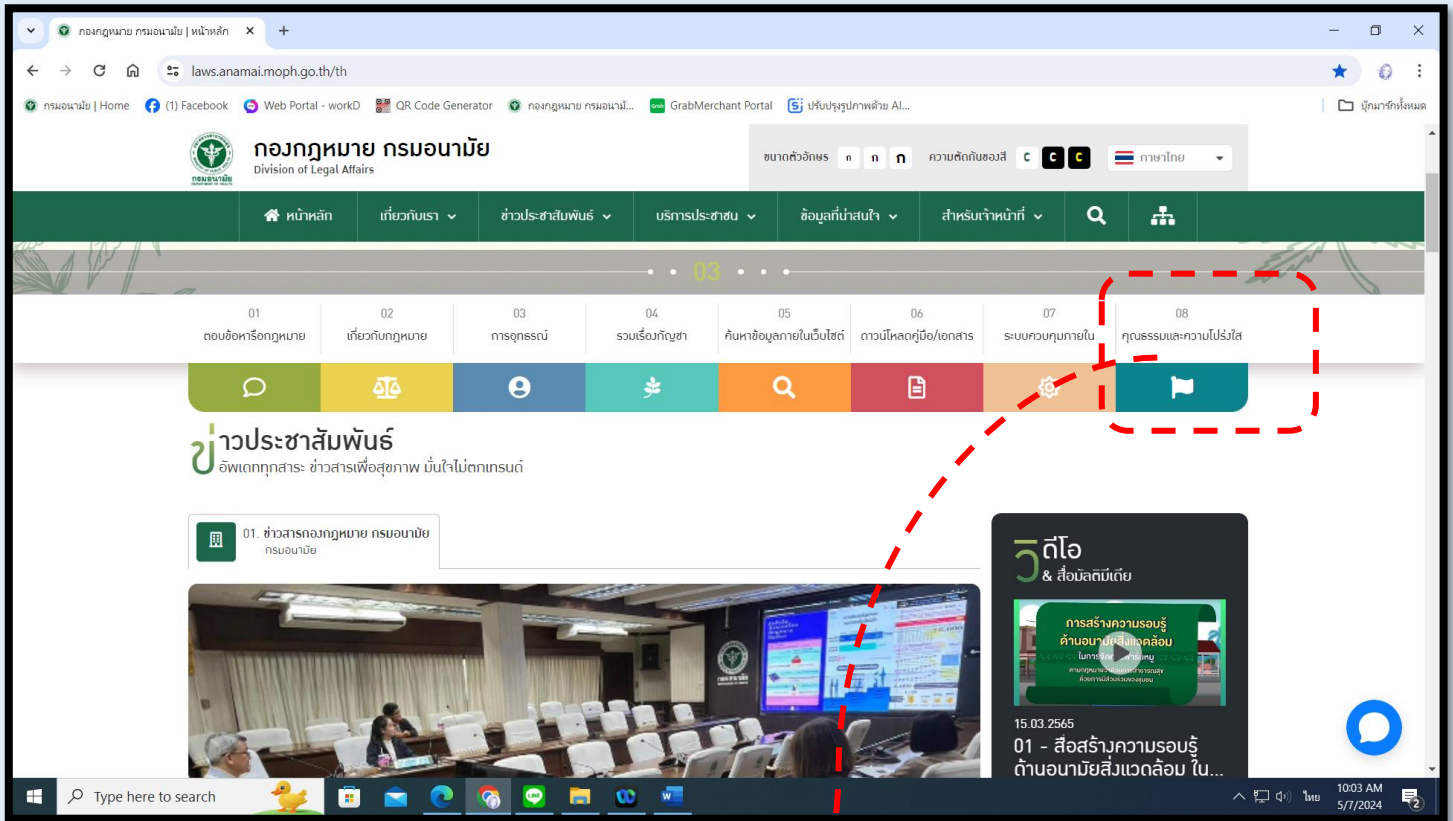 กองกฎหมาย กรมอนามัย | หน้าหลัก
laws.anamai.moph.go.th/th
กรมอนามัย | Home (1) Facebook Web Portal - workD QR Code Generator กองกฎหมาย กรมอนามั... GrabMerchant Portal ปรับปรุงรูปภาพด้วย AI... บุ๊กมาร์กทั้งหมด
กองกฎหมาย กรมอนามัย
Division of Legal Affairs
กรมอนามัย
ขนาดตัวอักษร ก ก ก ความตัดกันของสี C C C ภาษาไทย
หน้าหลัก เกี่ยวกับเรา ข่าวประชาสัมพันธ์ บริการประชาชน ข้อมูลที่น่าสนใจ สำหรับเจ้าหน้าที่
03
01 02 03 04 05 06 07 08
ตอบข้อหารือกฎหมาย เกี่ยวกับกฎหมาย การอุทธรณ์ รวมเรื่องกัญชา ค้นหาข้อมูลภายในเว็บไซต์ ดาวน์โหลดคู่มือ/เอกสาร ระบบควบคุมภายใน คุณธรรมและความโปร่งใส
ข่าวประชาสัมพันธ์
อัพเดททุกสาระ ข่าวสารเพื่อสุขภาพ มั่นใจไม่ตกเทรนด์
01. ข่าวสารกองกฎหมาย กรมอนามัย
กรมอนามัย
วิดีโอ
& สื่อมัลติมีเดีย
การสร้างความรอบรู้
ด้านอนามัยสิ่งแวดล้อม
15.03.2565
01 - สื่อสร้างความรอบรู้
ด้านอนามัยสิ่งแวดล้อม ใน...
Type here to search
ไทย
10:03 AM
5/7/2024
2